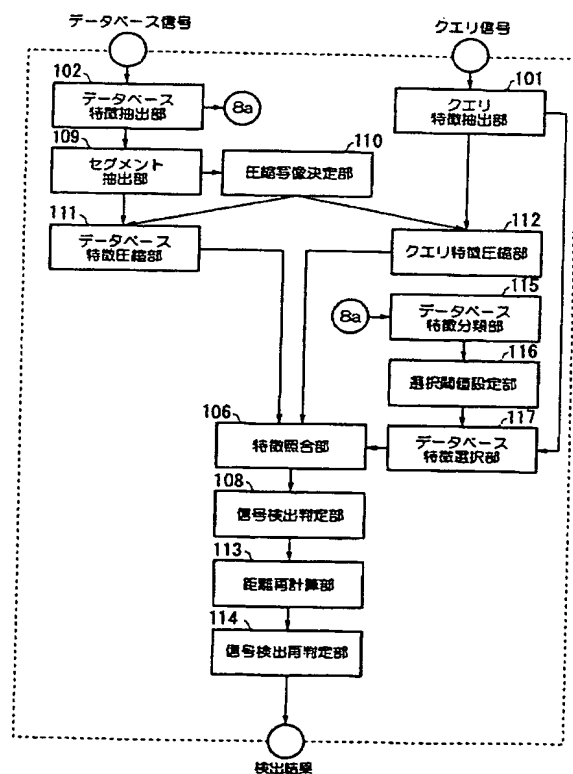 データベース信号
クエリ信号
102
データベース
特徴抽出部
8a
101
クエリ
特徴抽出部
109
セグメント
抽出部
110
圧縮写像決定部
111
データベース
特徴圧縮部
112
クエリ特徴圧縮部
8a
115
データベース
特徴分類部
116
選択閾値設定部
106
特徴照合部
117
データベース
特徴選択部
108
信号検出判定部
113
距離再計算部
114
信号検出再判定部
検出結果